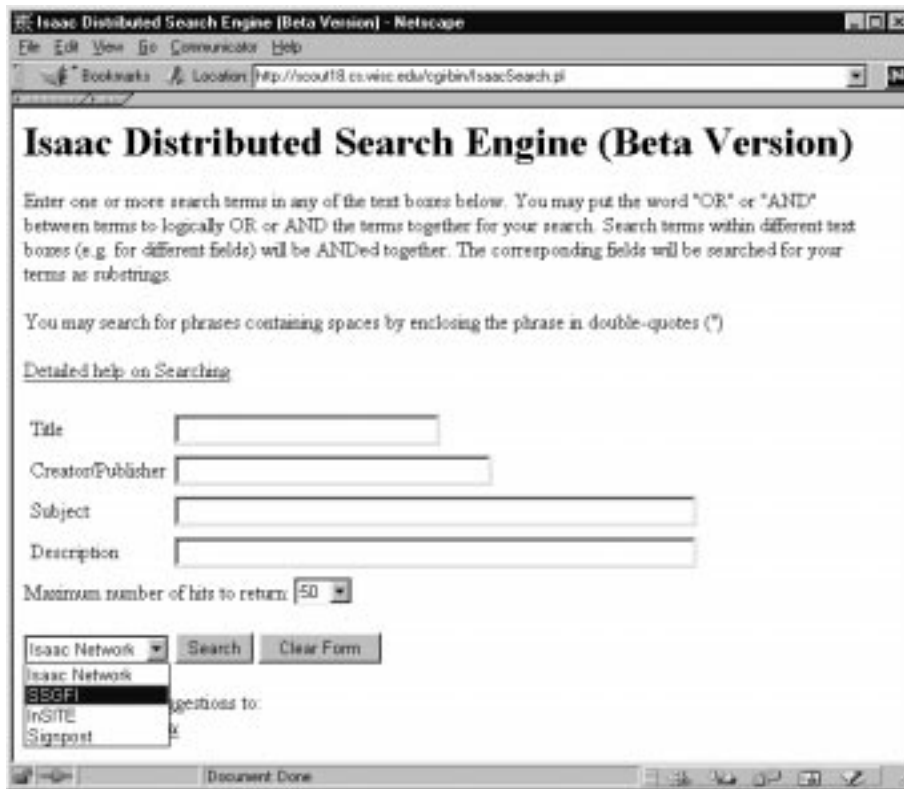 Isaac Distributed Search Engine (Beta Version) - Netscape
File Edit View Go Communicator Help
Bookmarks Location: http://scout18.cs.wisc.edu/cgi-bin/IsaacSearch.pl
Isaac Distributed Search Engine (Beta Version)
Enter one or more search terms in any of the text boxes below. You may put the word "OR" or "AND"
between terms to logically OR or AND the terms together for your search. Search terms within different text
boxes (e.g. for different fields) will be ANDed together. The corresponding fields will be searched for your
terms as substrings.
You may search for phrases containing spaces by enclosing the phrase in double-quotes (")
Detailed help on Searching
Title
Creator/Publisher
Subject
Description
Maximum number of hits to return: 50
Isaac Network Search Clear Form
Isaac Network
SSGFI
InSITE
Signpost
gestions to:
Document: Done